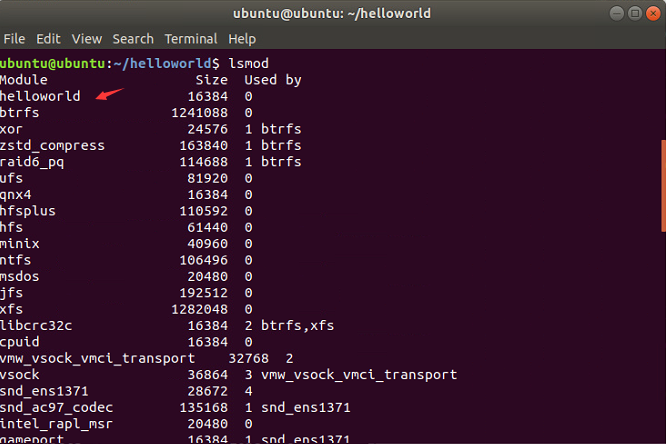 ubuntu@ubuntu: ~/helloworld
File Edit View Search Terminal Help
ubuntu@ubuntu:~/helloworld$ lsmod
Module Size Used by
helloworld 16384 0
btrfs 1241088 0
xor 24576 1 btrfs
zstd_compress 163840 1 btrfs
raid6_pq 114688 1 btrfs
ufs 81920 0
qnx4 16384 0
hfsplus 110592 0
hfs 61440 0
minix 40960 0
ntfs 106496 0
msdos 20480 0
jfs 192512 0
xfs 1282048 0
libcrc32c 16384 2 btrfs,xfs
cpuid 16384 0
vmw_vsock_vmci_transport 32768 2
vsock 36864 3 vmw_vsock_vmci_transport
snd_ens1371 28672 4
snd_ac97_codec 135168 1 snd_ens1371
intel_rapl_msr 20480 0
gameport 16384 1 snd_ens1371